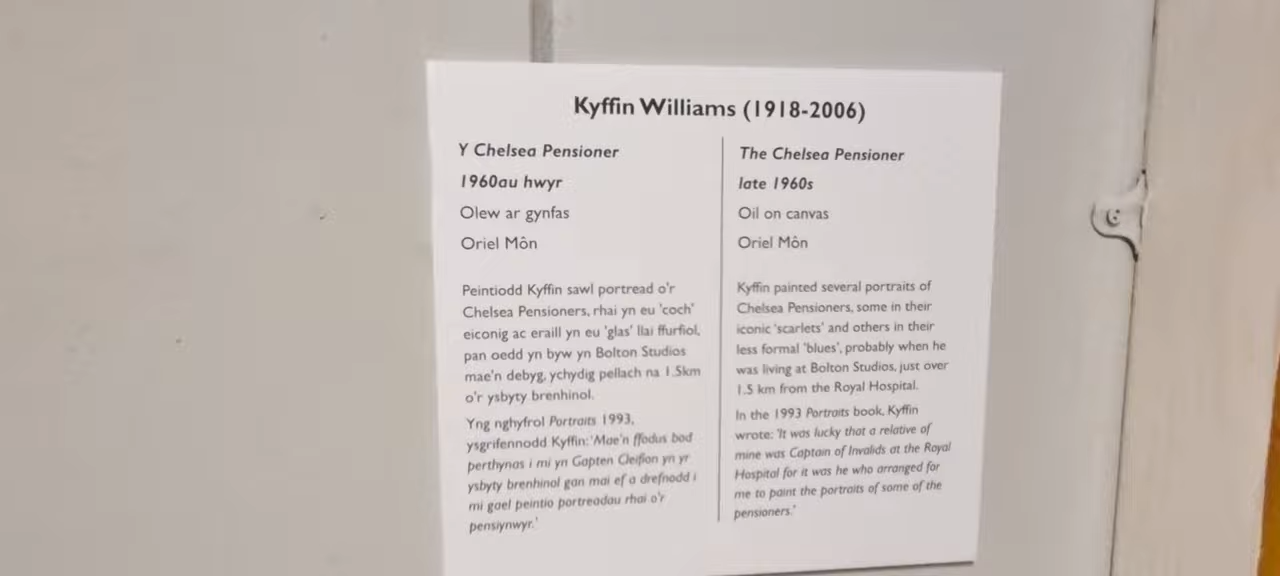 Kyffin Williams (1918-2006)
Y Chelsea Pensioner
1960au hwyr
Olew ar gynfas
Oriel Môn
Peintiodd Kyffin sawl portread o'r
Chelsea Pensioners, rhai yn eu 'coch'
eiconig ac eraill yn eu 'glas' llai ffurfiol,
pan oedd yn byw yn Bolton Studios
mae'n debyg, ychydig pellach na 1.5km
o'r ysbyty brenhinol.
Yng nghyfrol Portraits 1993,
ysgrifennodd Kyffin: 'Mae'n ffodus bod
perthynas i mi yn Gapten Cleifion yn yr
ysbyty brenhinol gan mai ef a drefnodd i
mi gael peintio portreadau rhai o'r
pensiynwyr.'
The Chelsea Pensioner
late 1960s
Oil on canvas
Oriel Môn
Kyffin painted several portraits of
Chelsea Pensioners, some in their
iconic 'scarlets' and others in their
less formal 'blues', probably when he
was living at Bolton Studios, just over
1.5 km from the Royal Hospital.
In the 1993 Portraits book, Kyffin
wrote: 'It was lucky that a relative of
mine was Captain of Invalids at the Royal
Hospital for it was he who arranged for
me to paint the portraits of some of the
pensioners.'